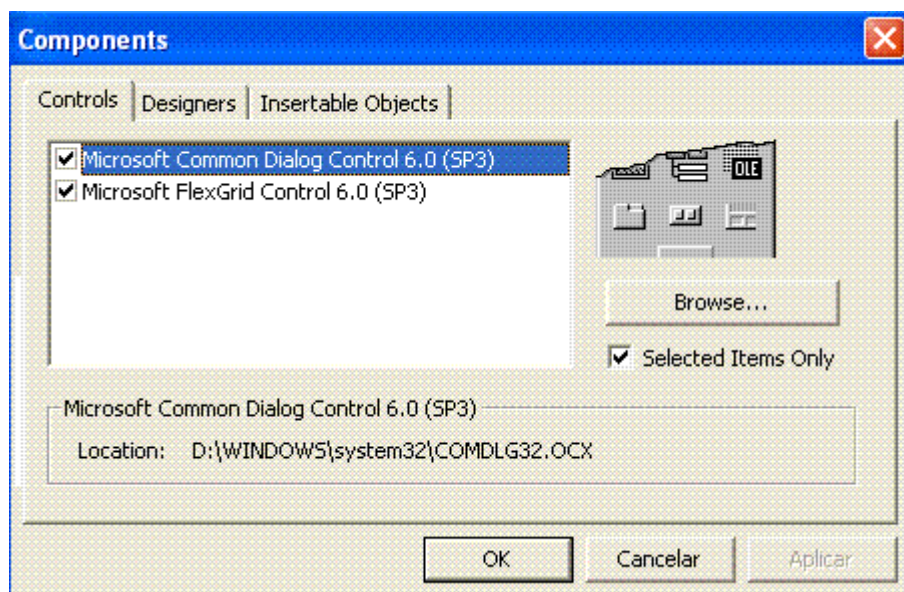 Components
Controls Designers Insertable Objects
Microsoft Common Dialog Control 6.0 (SP3)
Microsoft FlexGrid Control 6.0 (SP3)
OLE
Browse...
Selected Items Only
Microsoft Common Dialog Control 6.0 (SP3)
Location: D:\WINDOWS\system32\COMDLG32.OCX
OK Cancelar Aplicar